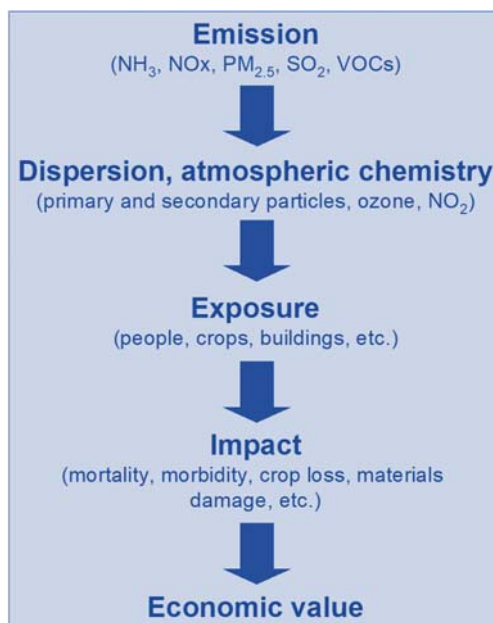 Emission
(NH₃, NOx, PM₂.₅, SO₂, VOCs)
Dispersion, atmospheric chemistry
(primary and secondary particles, ozone, NO₂)
Exposure
(people, crops, buildings, etc.)
Impact
(mortality, morbidity, crop loss, materials
damage, etc.)
Economic value